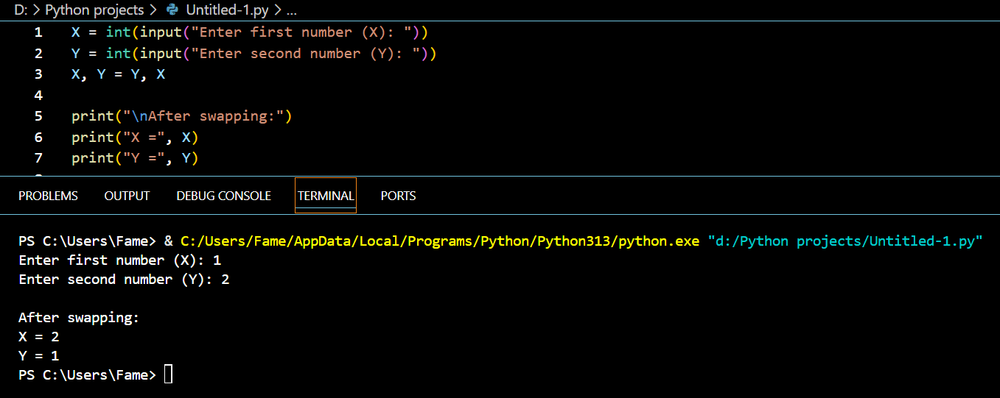 D: > Python projects > Untitled-1.py > ...
1 X = int(input("Enter first number (X): "))
2 Y = int(input("Enter second number (Y): "))
3 X, Y = Y, X
4
5 print("\nAfter swapping:")
6 print("X =", X)
7 print("Y =", Y)
PROBLEMS OUTPUT DEBUG CONSOLE TERMINAL PORTS
PS C:\Users\Fame> & C:/Users/Fame/AppData/Local/Programs/Python/Python313/python.exe "d:/Python projects/Untitled-1.py"
Enter first number (X): 1
Enter second number (Y): 2
After swapping:
X = 2
Y = 1
PS C:\Users\Fame>